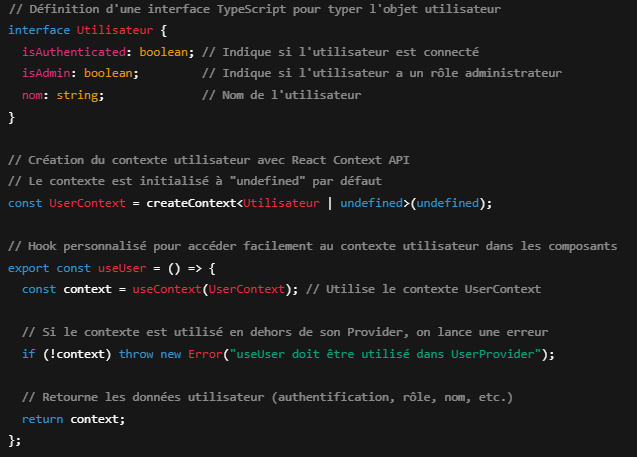 // Définition d'une interface TypeScript pour typer l'objet utilisateur
interface Utilisateur {
  isAuthenticated: boolean; // Indique si l'utilisateur est connecté
  isAdmin: boolean;         // Indique si l'utilisateur a un rôle administrateur
  nom: string;              // Nom de l'utilisateur
}

// Création du contexte utilisateur avec React Context API
// Le contexte est initialisé à "undefined" par défaut
const UserContext = createContext<Utilisateur | undefined>(undefined);

// Hook personnalisé pour accéder facilement au contexte utilisateur dans les composants
export const useUser = () => {
  const context = useContext(UserContext); // Utilise le contexte UserContext

  // Si le contexte est utilisé en dehors de son Provider, on lance une erreur
  if (!context) throw new Error("useUser doit être utilisé dans UserProvider");

  // Retourne les données utilisateur (authentification, rôle, nom, etc.)
  return context;
};